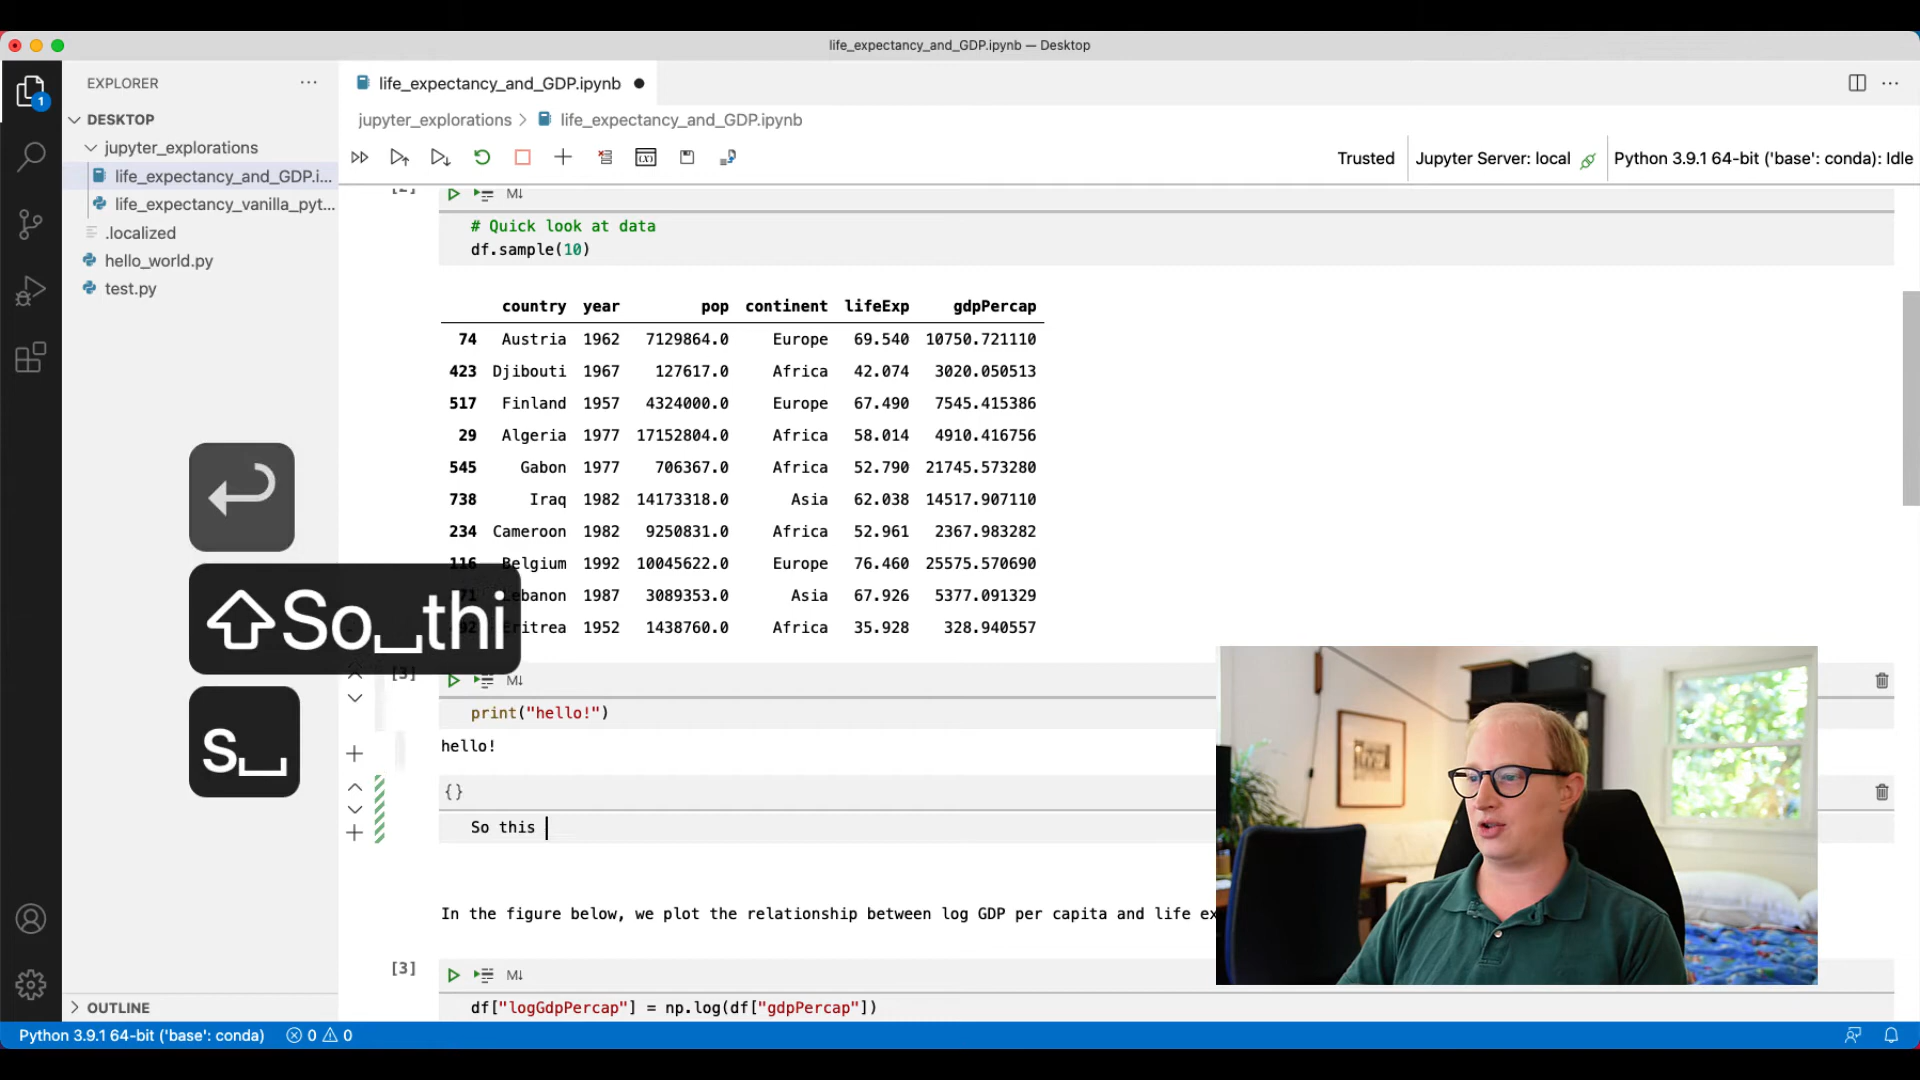 life_expectancy_and_GDP.ipynb — Desktop
1
EXPLORER
life_expectancy_and_GDP.ipynb
DESKTOP
jupyter_explorations > life_expectancy_and_GDP.ipynb
jupyter_explorations
life_expectancy_and_GDP.i...
life_expectancy_vanilla_pyt...
.localized
hello_world.py
test.py
Trusted
Jupyter Server: local
Python 3.9.1 64-bit ('base': conda): Idle
M↓
# Quick look at data
df.sample(10)
country year pop continent lifeExp gdpPercap
74 Austria 1962 7129864.0 Europe 69.540 10750.721110
423 Djibouti 1967 127617.0 Africa 42.074 3020.050513
517 Finland 1957 4324000.0 Europe 67.490 7545.415386
29 Algeria 1977 17152804.0 Africa 58.014 4910.416756
545 Gabon 1977 706367.0 Africa 52.790 21745.573280
738 Iraq 1982 14173318.0 Asia 62.038 14517.907110
234 Cameroon 1982 9250831.0 Africa 52.961 2367.983282
116 Belgium 1992 10045622.0 Europe 76.460 25575.570690
1987 3089353.0 Asia 67.926 5377.091329
Eritrea 1952 1438760.0 Africa 35.928 328.940557
⇧So␣thi
s␣
[3]
M↓
print("hello!")
hello!
{}
So this
In the figure below, we plot the relationship between log GDP per capita and life ex
[3]
M↓
df["logGdpPercap"] = np.log(df["gdpPercap"])
OUTLINE
Python 3.9.1 64-bit ('base': conda)
0
0